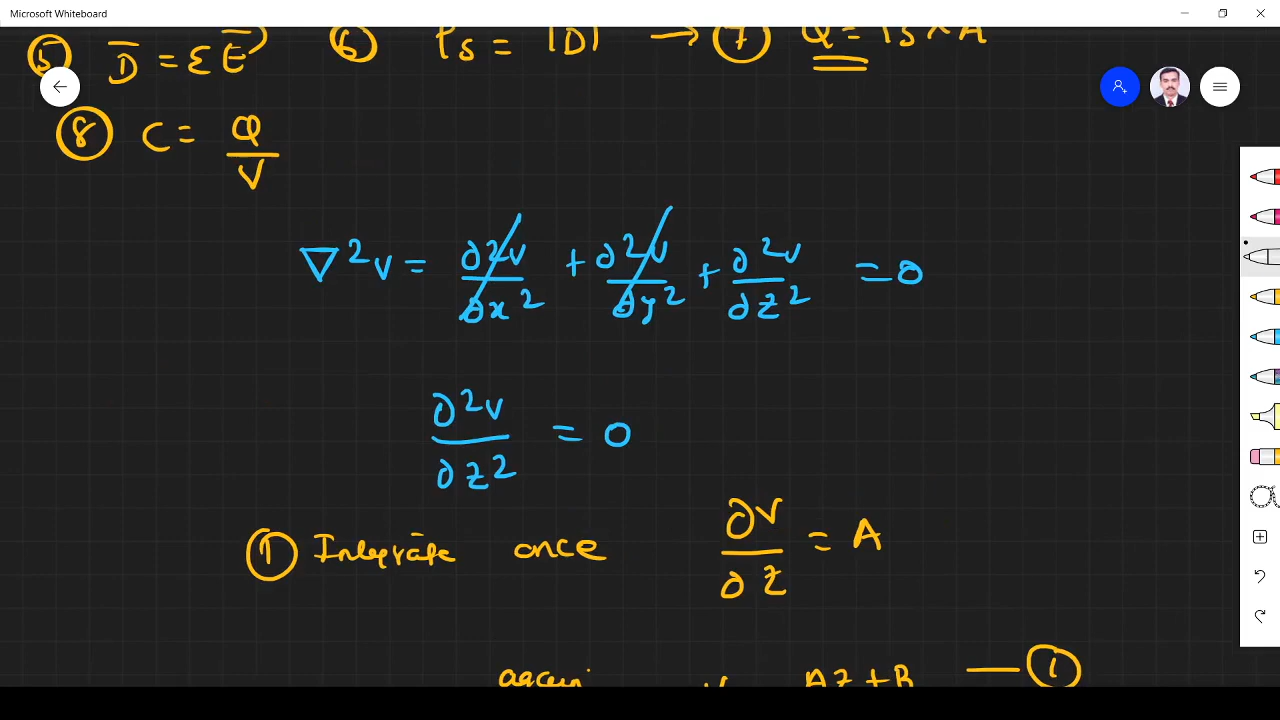 Microsoft Whiteboard
⑤ D̅ = εE⃗ ⑥ ρs = |D| → ⑦ Q = ρs × A
⑧ C = Q/V
∇²v = ∂²v/∂x² + ∂²v/∂y² + ∂²v/∂z² = 0
∂²v/∂z² = 0
① Integrate once ∂v/∂z = A
again Az + B — ①